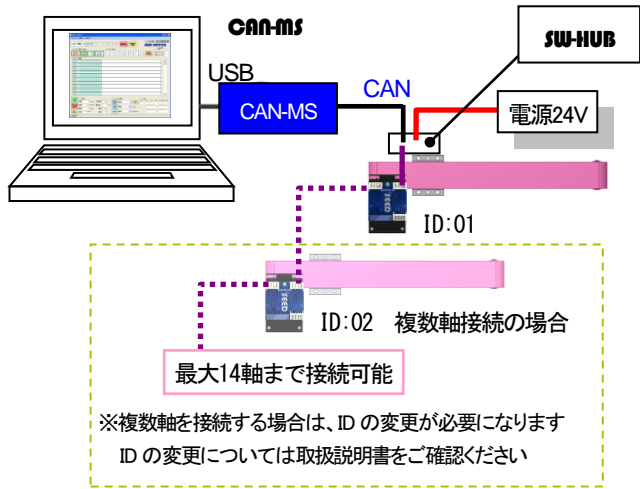 CAN-MS
SW-HUB
USB
CAN
CAN-MS
電源24V
SEED
ID:01
SEED
ID:02 複数軸接続の場合
最大14軸まで接続可能
※複数軸を接続する場合は、ID の変更が必要になります
ID の変更については取扱説明書をご確認ください